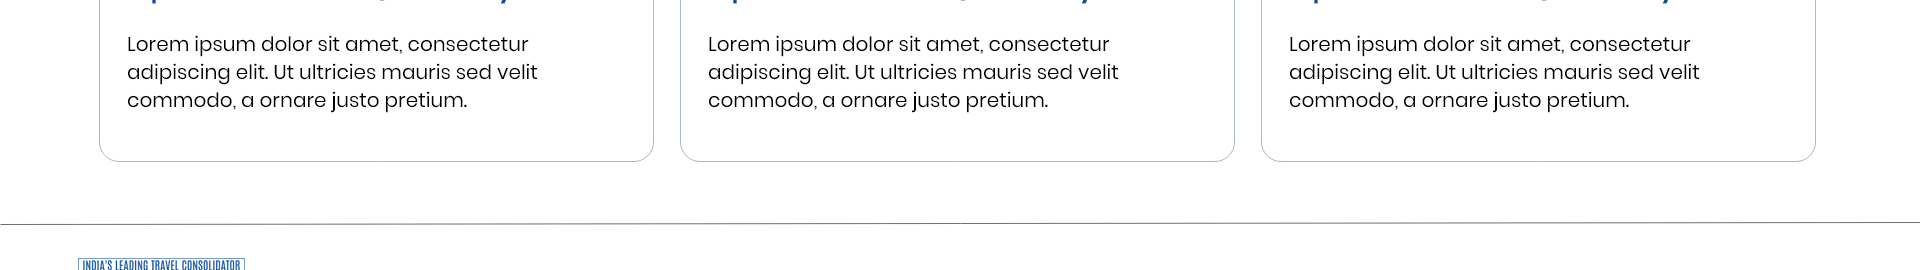 Lorem ipsum dolor sit amet, consectetur
adipiscing elit. Ut ultricies mauris sed velit
commodo, a ornare justo pretium.
Lorem ipsum dolor sit amet, consectetur
adipiscing elit. Ut ultricies mauris sed velit
commodo, a ornare justo pretium.
Lorem ipsum dolor sit amet, consectetur
adipiscing elit. Ut ultricies mauris sed velit
commodo, a ornare justo pretium.
INDIA'S LEADING TRAVEL CONSOLIDATOR